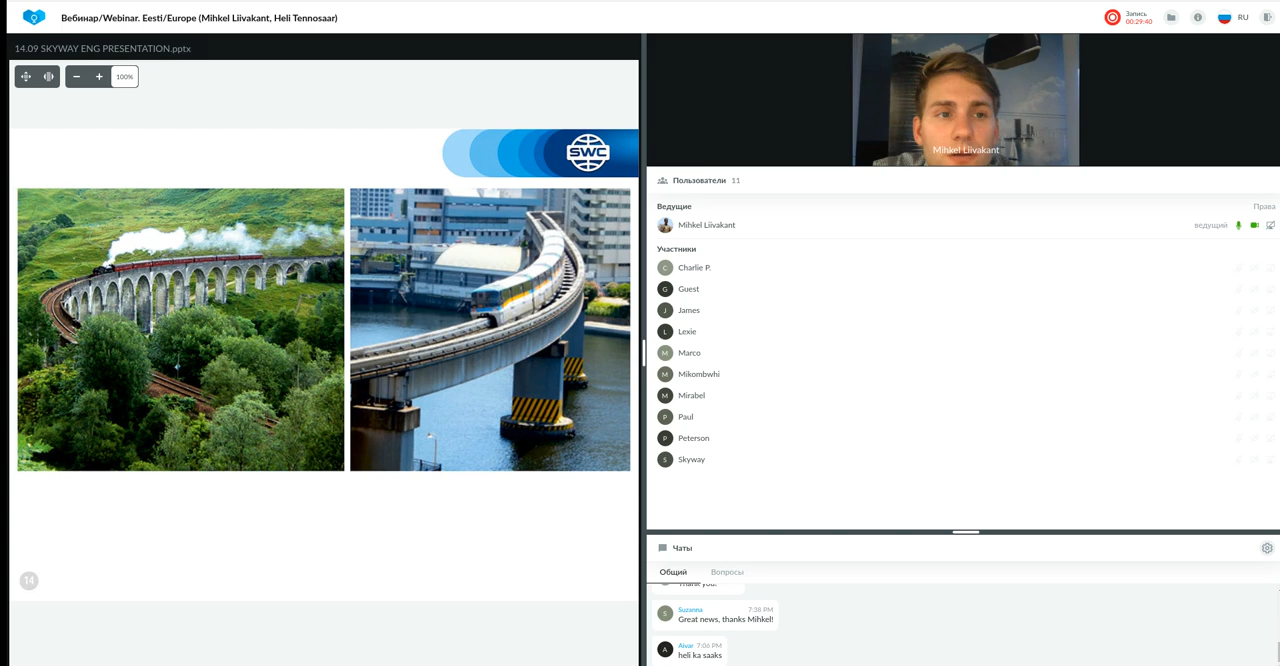 Вебинар/Webinar. Eesti/Europe (Mihkel Liivakant, Heli Tennosaar)
Запись
00:29:40
RU
14.09 SKYWAY ENG PRESENTATION.pptx
100%
SWC
14
Mihkel Liivakant
Пользователи 11
Ведущие Права
Mihkel Liivakant ведущий
Участники
C Charlie P.
G Guest
J James
L Lexie
M Marco
M Mikombwhi
M Mirabel
P Paul
P Peterson
S Skyway
Чаты
Общий Вопросы
Thank you!
S Suzanna 7:38 PM
Great news, thanks Mihkel!
A Aivar 7:06 PM
heli ka saaks